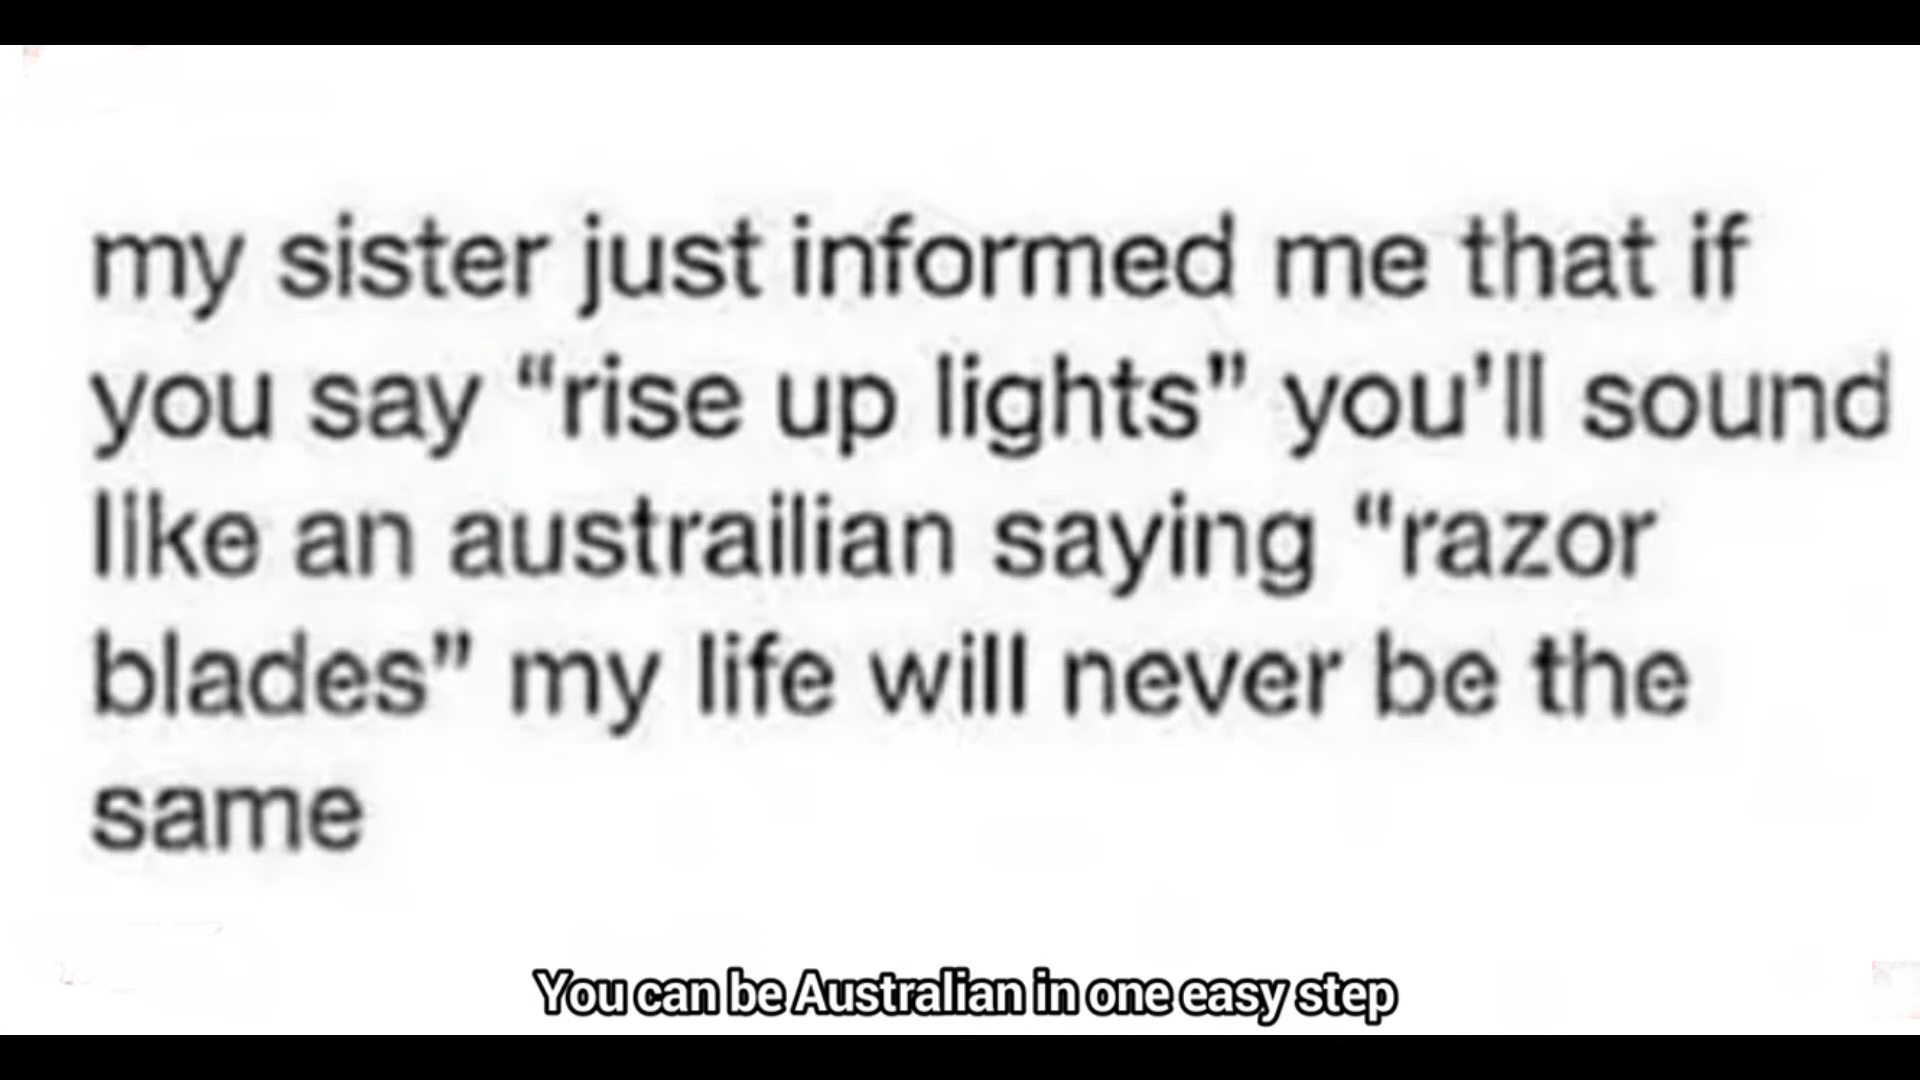 my sister just informed me that if
you say “rise up lights” you’ll sound
like an austrailian saying “razor
blades” my life will never be the
same
You can be Australian in one easy step